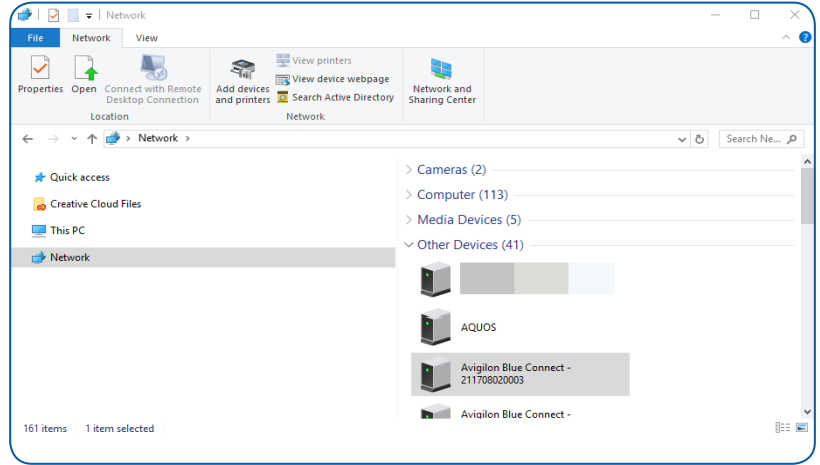 Network
File Network View
Properties
Open
Connect with Remote
Desktop Connection
Location
Add devices
and printers
View printers
View device webpage
Search Active Directory
Network
Network and
Sharing Center
Network
Search Ne...
Quick access
Creative Cloud Files
This PC
Network
Cameras (2)
Computer (113)
Media Devices (5)
Other Devices (41)
AQUOS
Avigilon Blue Connect -
211708020003
Avigilon Blue Connect -
161 items 1 item selected